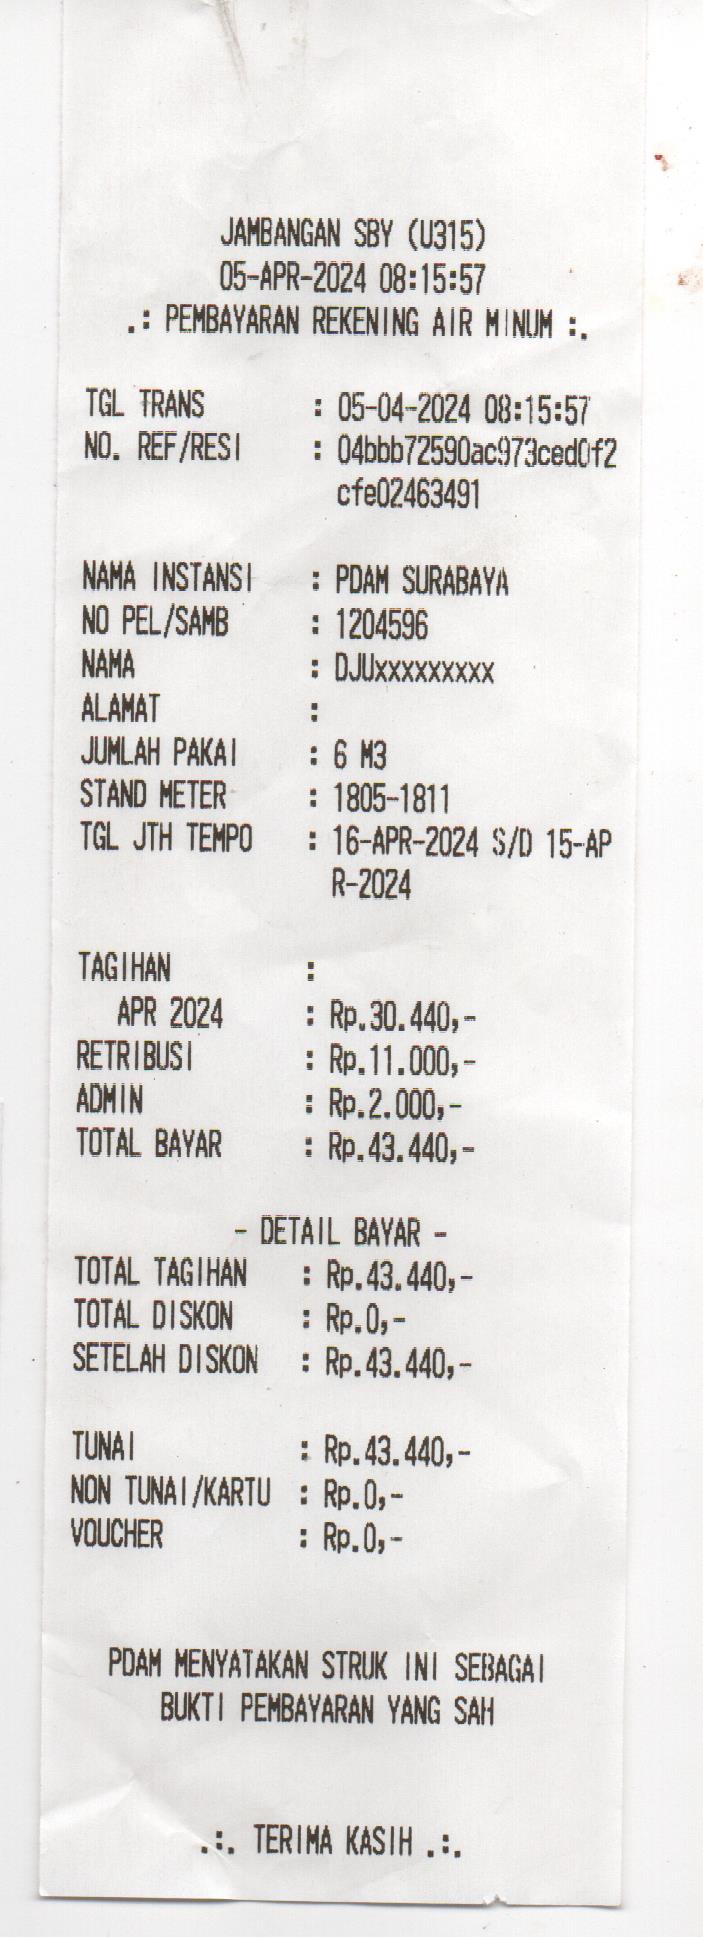 JAMBANGAN SBY (U315)
05-APR-2024 08:15:57
.: PEMBAYARAN REKENING AIR MINUM :.
TGL TRANS : 05-04-2024 08:15:57
NO. REF/RESI : 04bbb72590ac973ced0f2
cfe02463491
NAMA INSTANSI : PDAM SURABAYA
NO PEL/SAMB : 1204596
NAMA : DJUxxxxxxxxx
ALAMAT :
JUMLAH PAKAI : 6 M3
STAND METER : 1805-1811
TGL JTH TEMPO : 16-APR-2024 S/D 15-AP
R-2024
TAGIHAN :
APR 2024 : Rp.30.440,-
RETRIBUSI : Rp.11.000,-
ADMIN : Rp.2.000,-
TOTAL BAYAR : Rp.43.440,-
- DETAIL BAYAR -
TOTAL TAGIHAN : Rp.43.440,-
TOTAL DISKON : Rp.0,-
SETELAH DISKON : Rp.43.440,-
TUNAI : Rp.43.440,-
NON TUNAI/KARTU : Rp.0,-
VOUCHER : Rp.0,-
PDAM MENYATAKAN STRUK INI SEBAGAI
BUKTI PEMBAYARAN YANG SAH
.:. TERIMA KASIH .:.